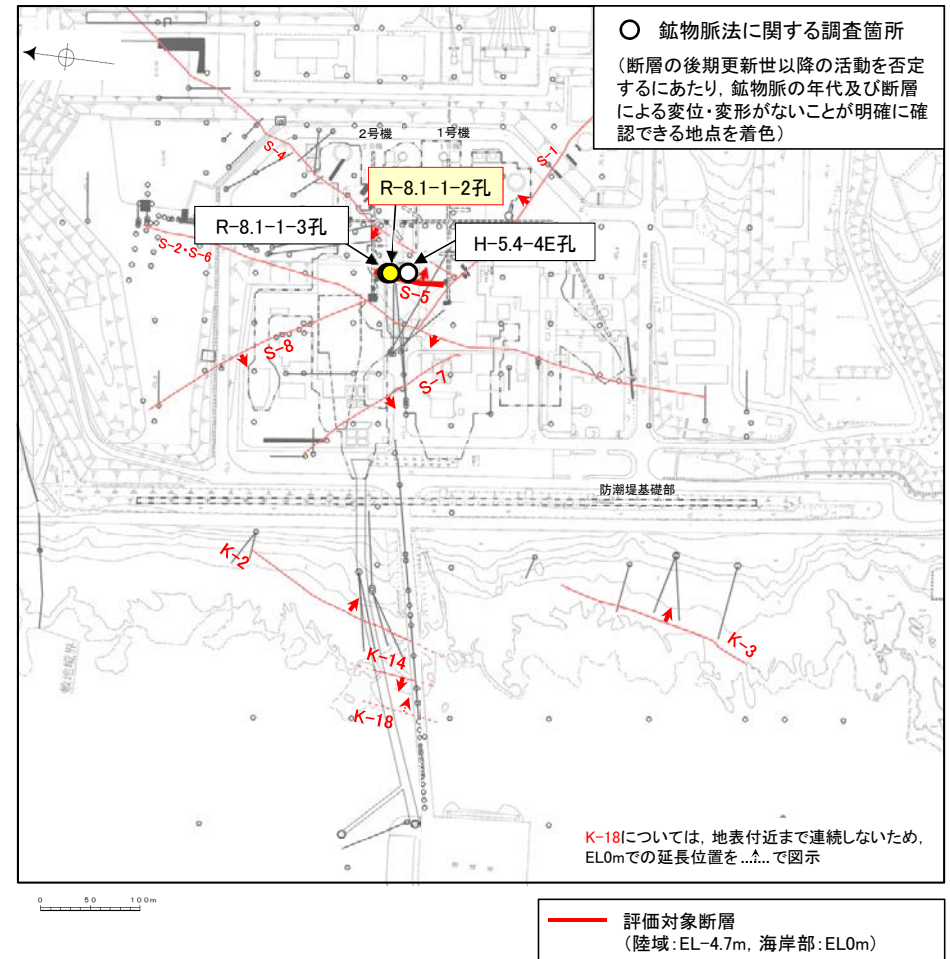 鉱物脈法に関する調査箇所
(断層の後期更新世以降の活動を否定
するにあたり，鉱物脈の年代及び断層
による変位・変形がないことが明確に確
認できる地点を着色)
2号機
1号機
S-4
S-1
R-8.1-1-2孔
R-8.1-1-3孔
H-5.4-4E孔
S-2・S-6
S-5
S-8
S-7
防潮堤基礎部
K-2
K-14
K-3
K-18
敷地境界
K-18については，地表付近まで連続しないため，
EL0mでの延長位置を...........で図示
0 50 100m
評価対象断層
(陸域:EL-4.7m，海岸部:EL0m)